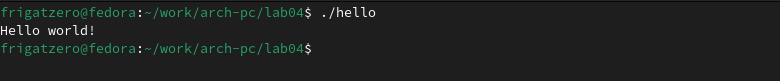 frigatzero@fedora:~/work/arch-pc/lab04$ ./hello
Hello world!
frigatzero@fedora:~/work/arch-pc/lab04$